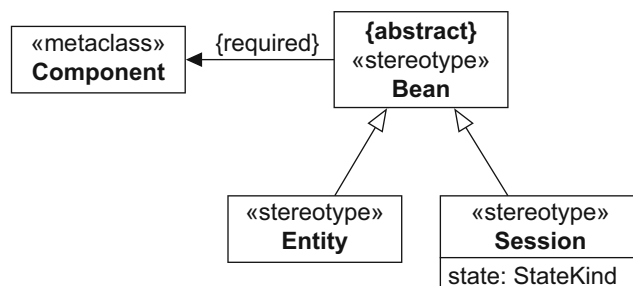 «metaclass»
Component
{required}
{abstract}
«stereotype»
Bean
«stereotype»
Entity
«stereotype»
Session
state: StateKind